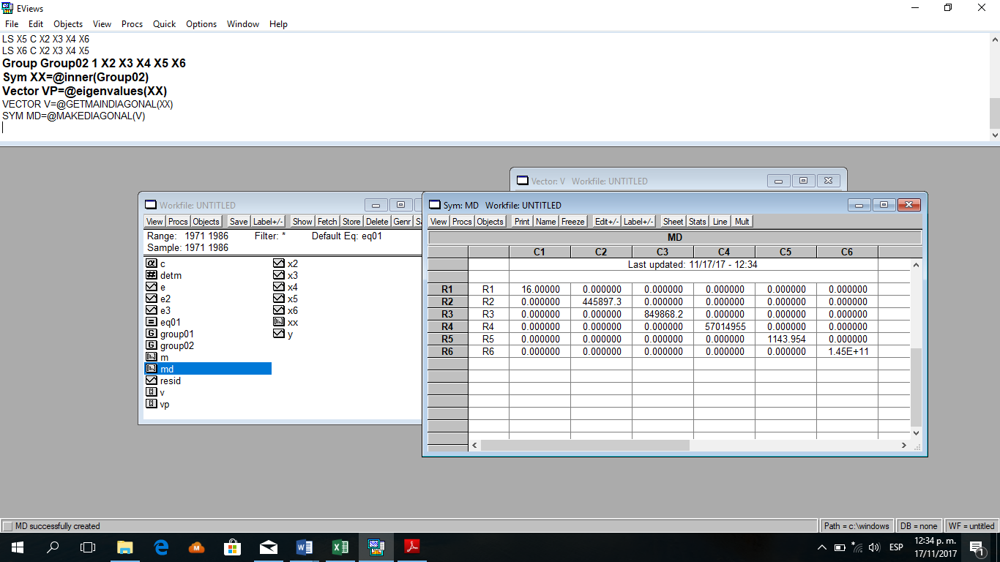 EViews
File Edit Objects View Procs Quick Options Window Help
LS X5 C X2 X3 X4 X6
LS X6 C X2 X3 X4 X5
Group Group02 1 X2 X3 X4 X5 X6
Sym XX=@inner(Group02)
Vector VP=@eigenvalues(XX)
VECTOR V=@GETMAINDIAGONAL(XX)
SYM MD=@MAKEDIAGONAL(V)
Vector: V Workfile: UNTITLED
Workfile: UNTITLED
View Procs Objects Save Label+/- Show Fetch Store Delete Genr
Range: 1971 1986 Filter: * Default Eq: eq01
Sample: 1971 1986
c
detm
e
e2
e3
eq01
group01
group02
m
md
resid
v
vp
x2
x3
x4
x5
x6
xx
y
Sym: MD Workfile: UNTITLED
View Procs Objects Print Name Freeze Edit+/- Label+/- Sheet Stats Line Mult
MD
C1 C2 C3 C4 C5 C6
Last updated: 11/17/17 - 12:34
R1 R1 16.00000 0.000000 0.000000 0.000000 0.000000 0.000000
R2 R2 0.000000 445897.3 0.000000 0.000000 0.000000 0.000000
R3 R3 0.000000 0.000000 849868.2 0.000000 0.000000 0.000000
R4 R4 0.000000 0.000000 0.000000 57014955 0.000000 0.000000
R5 R5 0.000000 0.000000 0.000000 0.000000 1143.954 0.000000
R6 R6 0.000000 0.000000 0.000000 0.000000 0.000000 1.45E+11
MD successfully created
Path = c:\windows DB = none WF = untitled
ESP
12:34 p. m.
17/11/2017
1